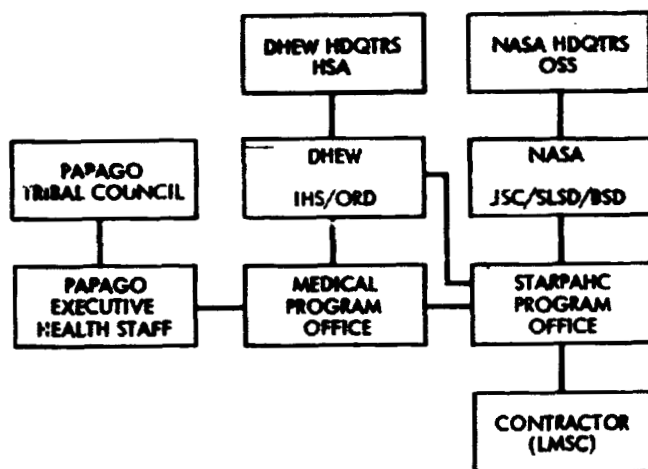 DHEW HDQTRS
HSA
NASA HDQTRS
OSS
PAPAGO
TRIBAL COUNCIL
DHEW
IHS/ORD
NASA
JSC/SLSD/BSD
PAPAGO
EXECUTIVE
HEALTH STAFF
MEDICAL
PROGRAM
OFFICE
STARPAHC
PROGRAM
OFFICE
CONTRACTOR
(LMSC)